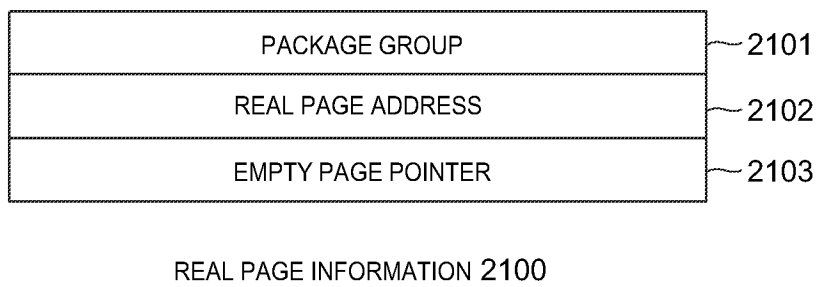 PACKAGE GROUP 2101
REAL PAGE ADDRESS 2102
EMPTY PAGE POINTER 2103
REAL PAGE INFORMATION 2100